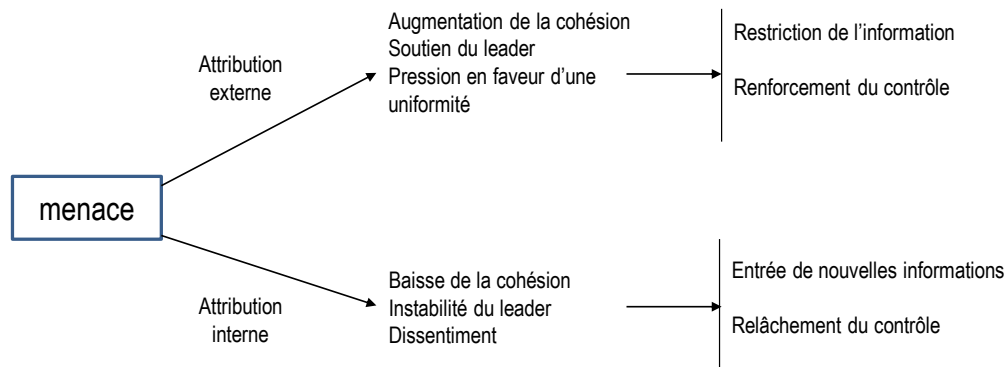 menace
Attribution
externe
Augmentation de la cohésion
Soutien du leader
Pression en faveur d’une
uniformité
Restriction de l’information
Renforcement du contrôle
Attribution
interne
Baisse de la cohésion
Instabilité du leader
Dissentiment
Entrée de nouvelles informations
Relâchement du contrôle